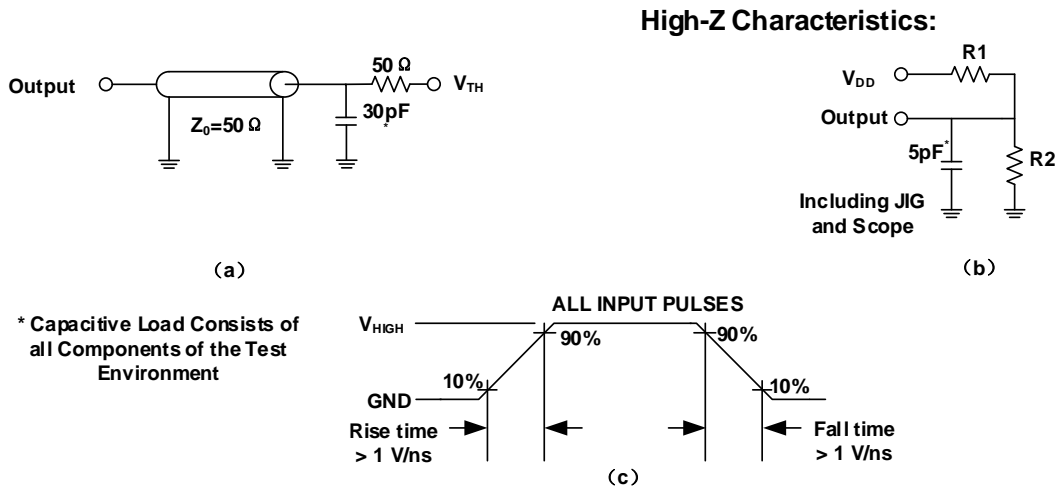 High-Z Characteristics:
Output
50 Ω
V_TH
30pF
*
Z₀=50 Ω
(a)
R1
V_DD
Output
5pF*
R2
Including JIG
and Scope
(b)
* Capacitive Load Consists of
all Components of the Test
Environment
ALL INPUT PULSES
V_HIGH
90%
90%
10%
10%
GND
Rise time
> 1 V/ns
Fall time
> 1 V/ns
(c)